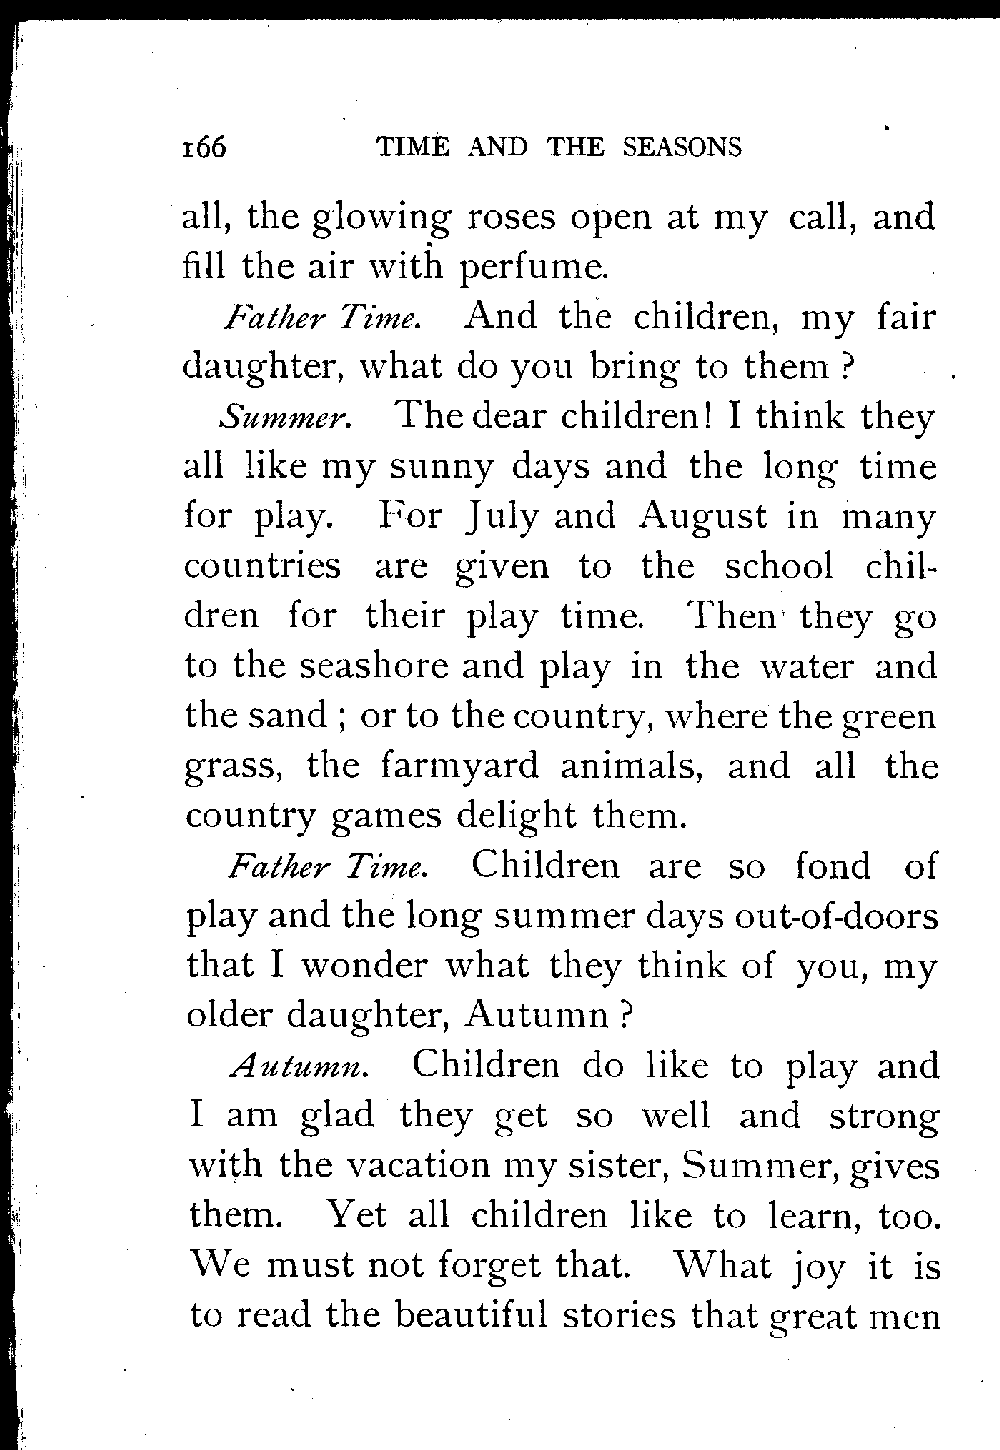 166 TIME AND THE SEASONS
all, the glowing roses open at my call, and
fill the air with perfume.
Father Time. And the children, my fair
daughter, what do you bring to them ?
Summer. The dear children! I think they
all like my sunny days and the long time
for play. For July and August in many
countries are given to the school chil-
dren for their play time. Then they go
to the seashore and play in the water and
the sand ; or to the country, where the green
grass, the farmyard animals, and all the
country games delight them.
Father Time. Children are so fond of
play and the long summer days out-of-doors
that I wonder what they think of you, my
older daughter, Autumn ?
Autumn. Children do like to play and
I am glad they get so well and strong
with the vacation my sister, Summer, gives
them. Yet all children like to learn, too.
We must not forget that. What joy it is
to read the beautiful stories that great men